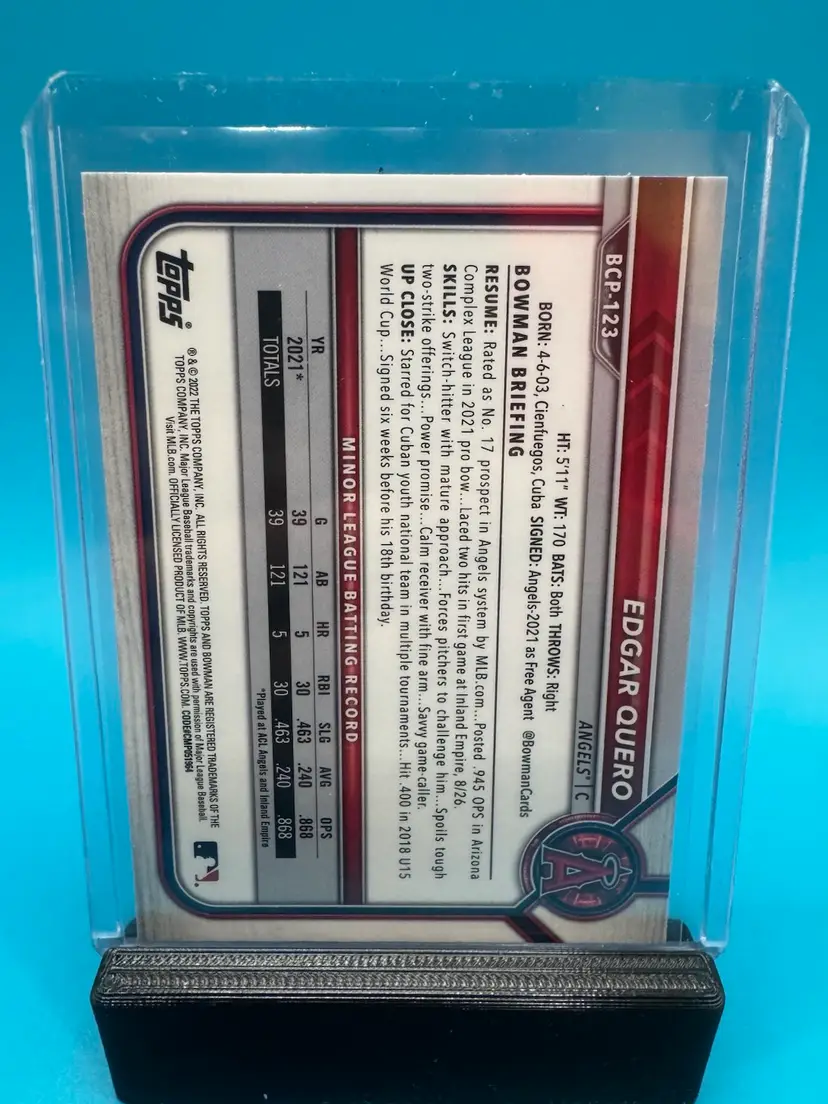 BCP-123
EDGAR QUERO
ANGELS® | C
HT: 5'11" WT: 170 BATS: Both THROWS: Right
BORN: 4-6-03, Cienfuegos, Cuba SIGNED: Angels-2021 as Free Agent @BowmanCards
BOWMAN BRIEFING
RESUME: Rated as No. 17 prospect in Angels system by MLB.com...Posted .945 OPS in Arizona
Complex League in 2021 pro bow...Laced two hits in first game at Inland Empire, 8/26.
SKILLS: Switch-hitter with mature approach...Forces pitchers to challenge him...Spoils tough
two-strike offerings...Power promise...Calm receiver with fine arm...Savvy game-caller.
UP CLOSE: Starred for Cuban youth national team in multiple tournaments...Hit .400 in 2018 U15
World Cup...Signed six weeks before his 18th birthday.
MINOR LEAGUE BATTING RECORD
YR G AB HR RBI SLG AVG OPS
2021* 39 121 5 30 .463 .240 .868
TOTALS 39 121 5 30 .463 .240 .868
*Played at ACL Angels and Inland Empire
topps®
® & © 2022 THE TOPPS COMPANY, INC. ALL RIGHTS RESERVED. TOPPS AND BOWMAN ARE REGISTERED TRADEMARKS OF THE
TOPPS COMPANY, INC. Major League Baseball trademarks and copyrights are used with permission of Major League Baseball.
Visit MLB.com. OFFICIALLY LICENSED PRODUCT OF MLB. WWW.TOPPS.COM. CODE#CMP051964